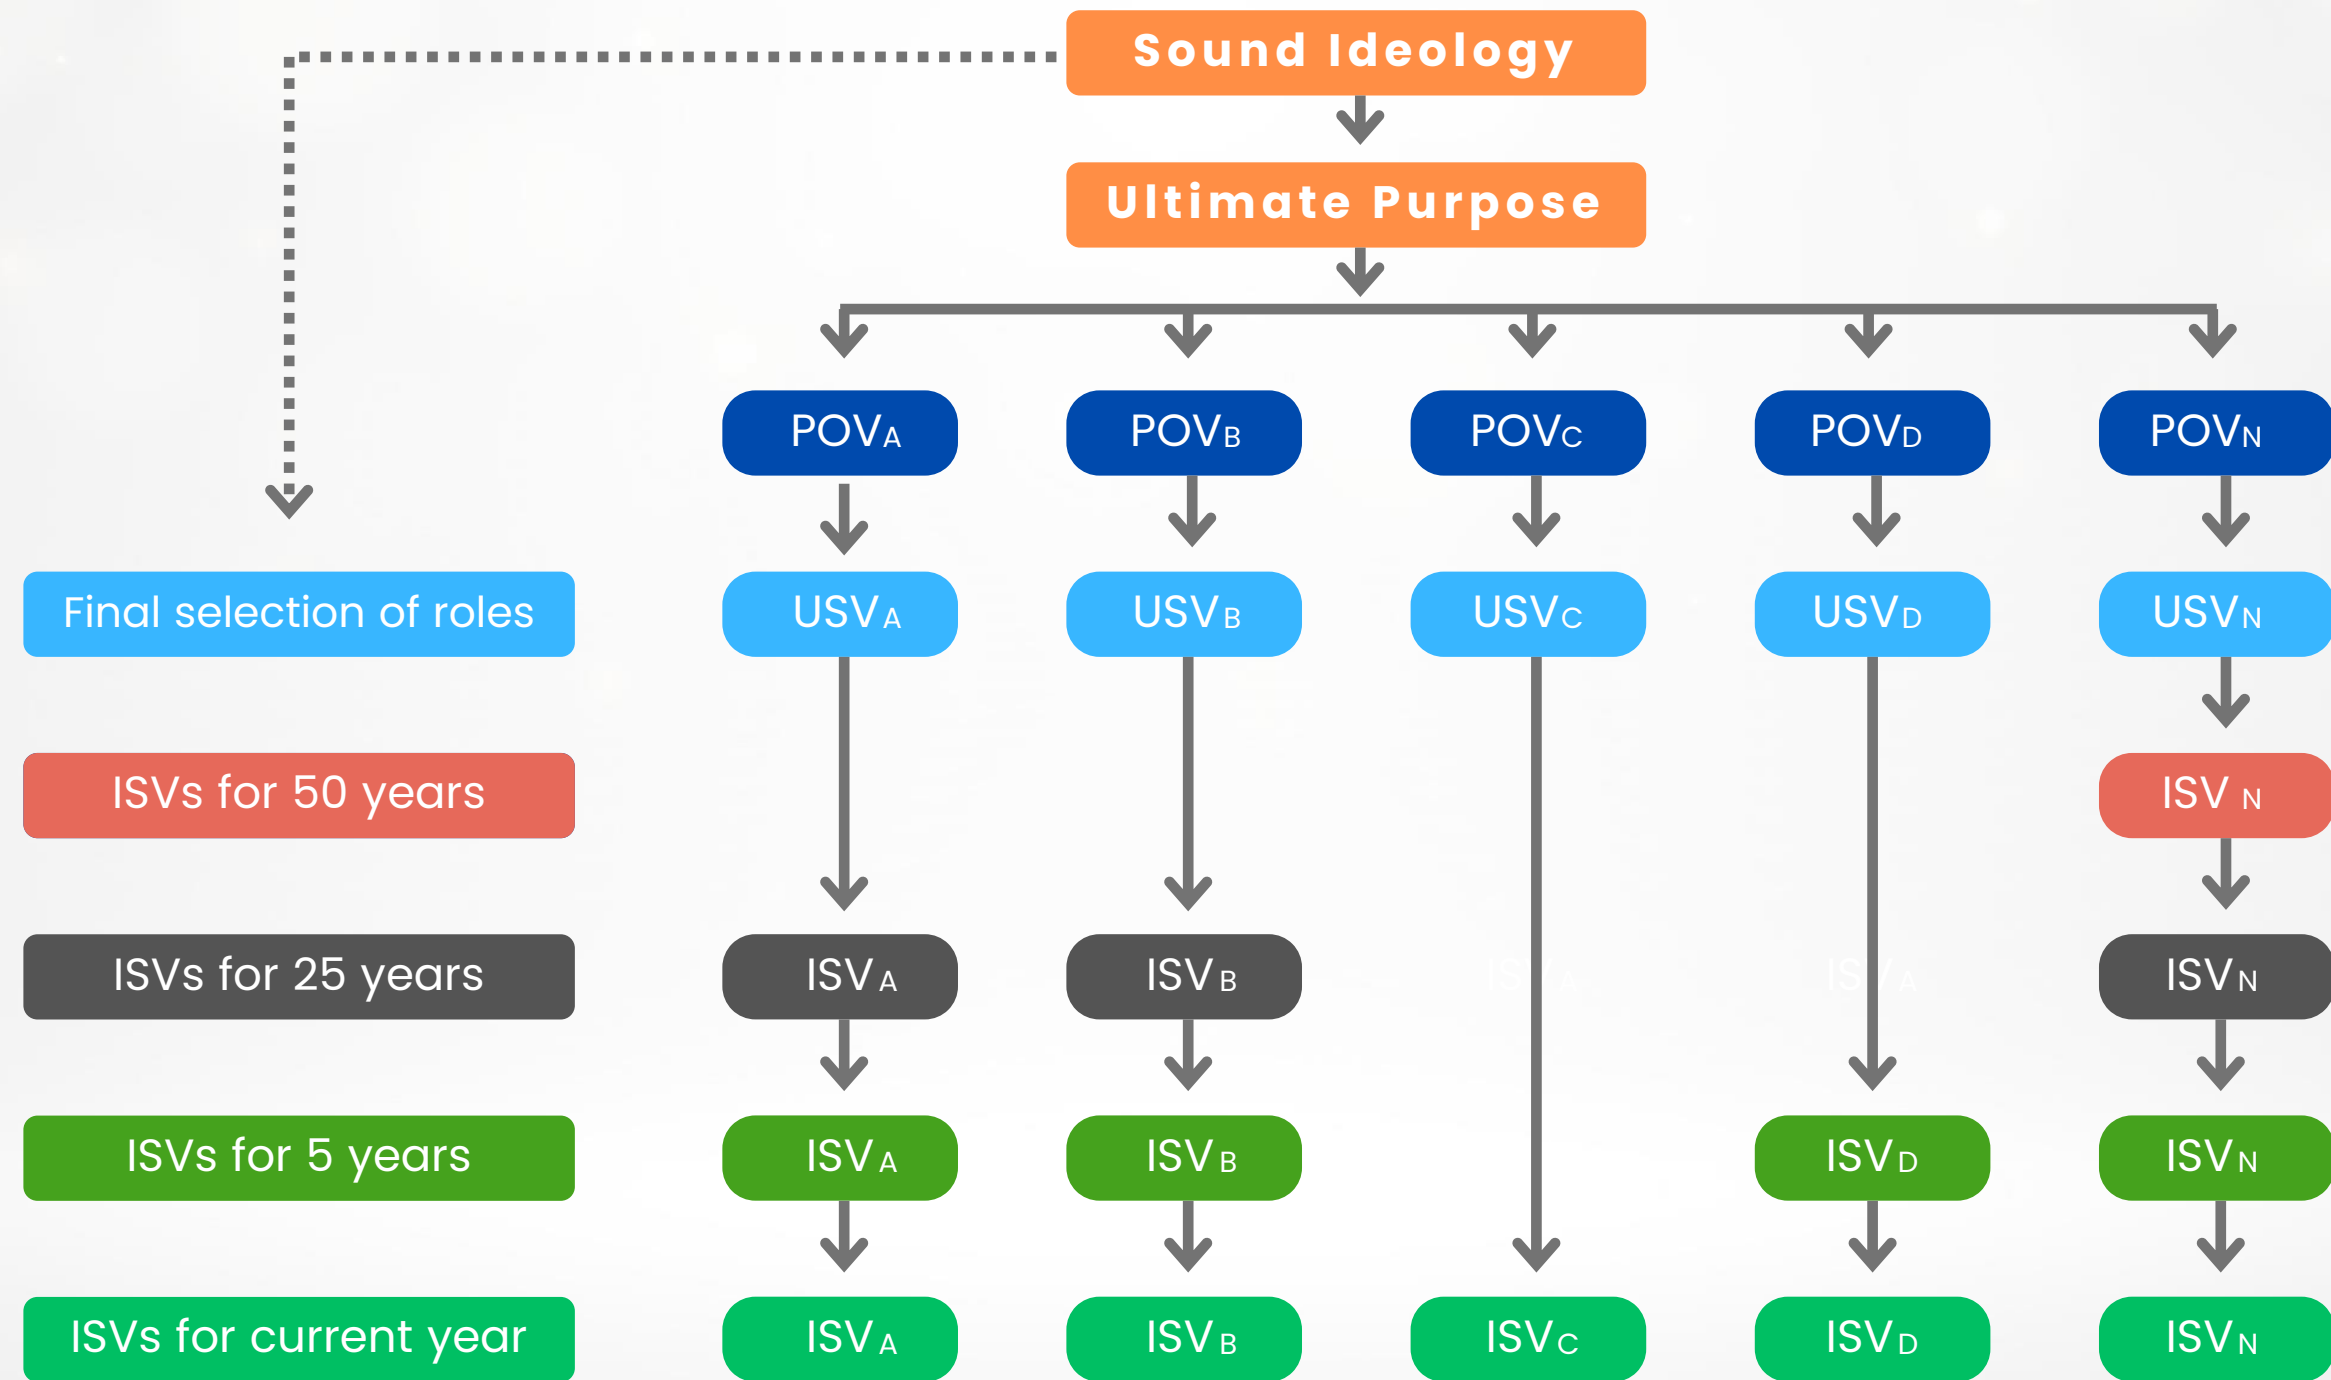 Sound Ideology
Ultimate Purpose
POVA POVB POVC POVD POVN
Final selection of roles USVA USVB USVC USVD USVN
ISVs for 50 years ISV N
ISVs for 25 years ISVA ISVB ISVA ISVA ISVN
ISVs for 5 years ISVA ISVB ISVD ISVN
ISVs for current year ISVA ISVB ISVC ISVD ISVN